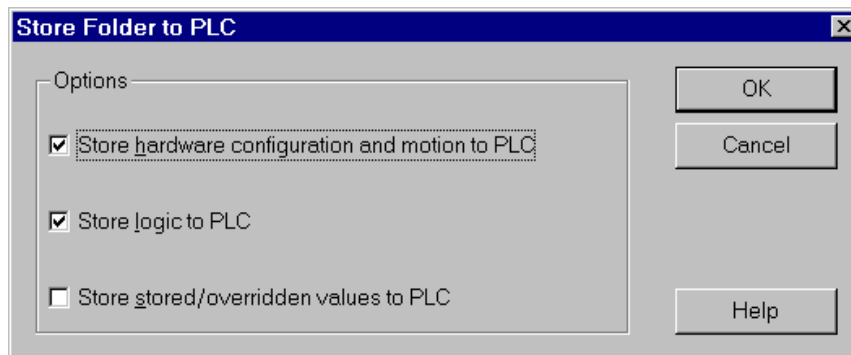 Store Folder to PLC
Options
OK
Store hardware configuration and motion to PLC
Cancel
Store logic to PLC
Store stored/overridden values to PLC
Help